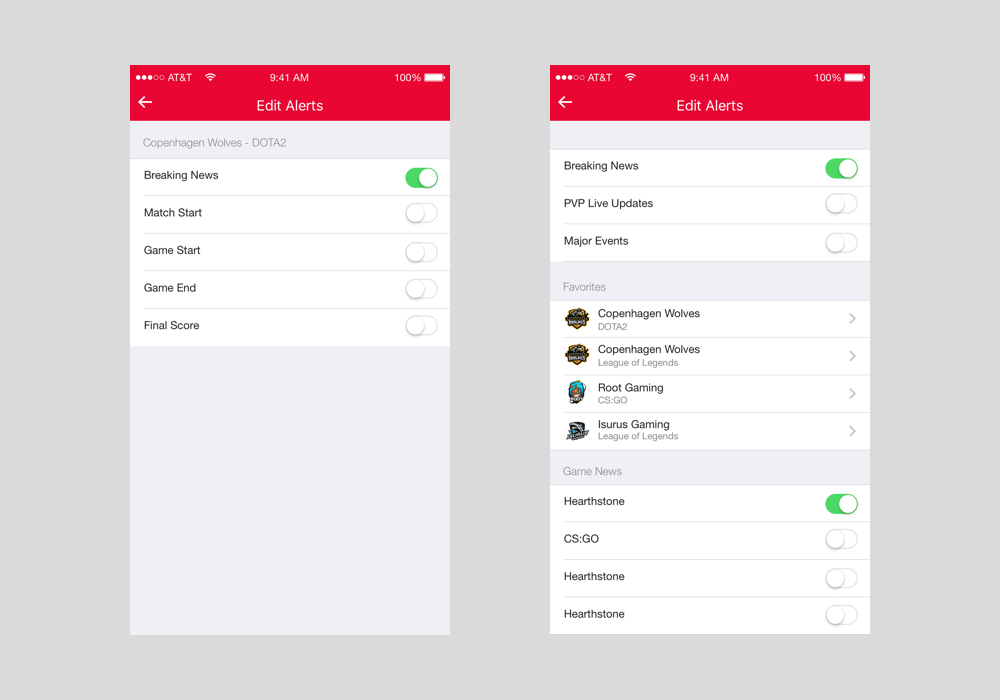 AT&T 9:41 AM 100%
Edit Alerts
Copenhagen Wolves - DOTA2
Breaking News
Match Start
Game Start
Game End
Final Score
AT&T 9:41 AM 100%
Edit Alerts
Breaking News
PVP Live Updates
Major Events
Favorites
Copenhagen Wolves
DOTA2
Copenhagen Wolves
League of Legends
Root Gaming
CS:GO
Isurus Gaming
League of Legends
Game News
Hearthstone
CS:GO
Hearthstone
Hearthstone